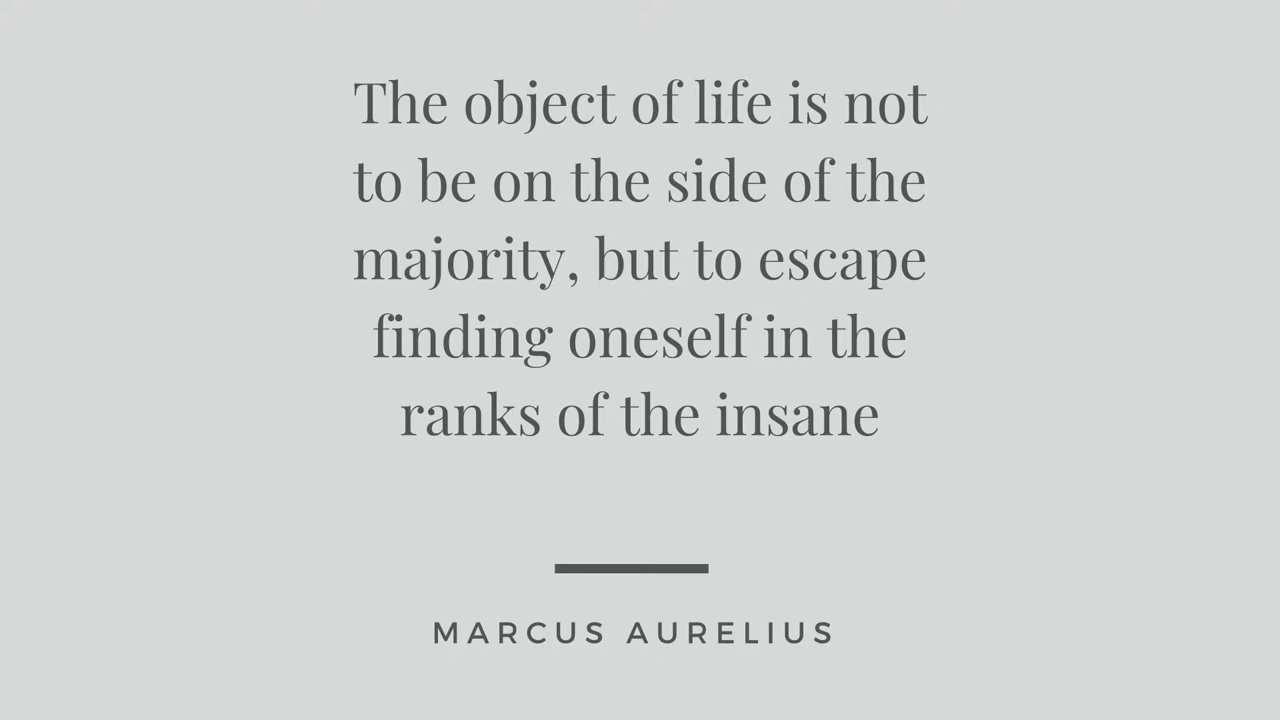 The object of life is not
to be on the side of the
majority, but to escape
finding oneself in the
ranks of the insane
MARCUS AURELIUS